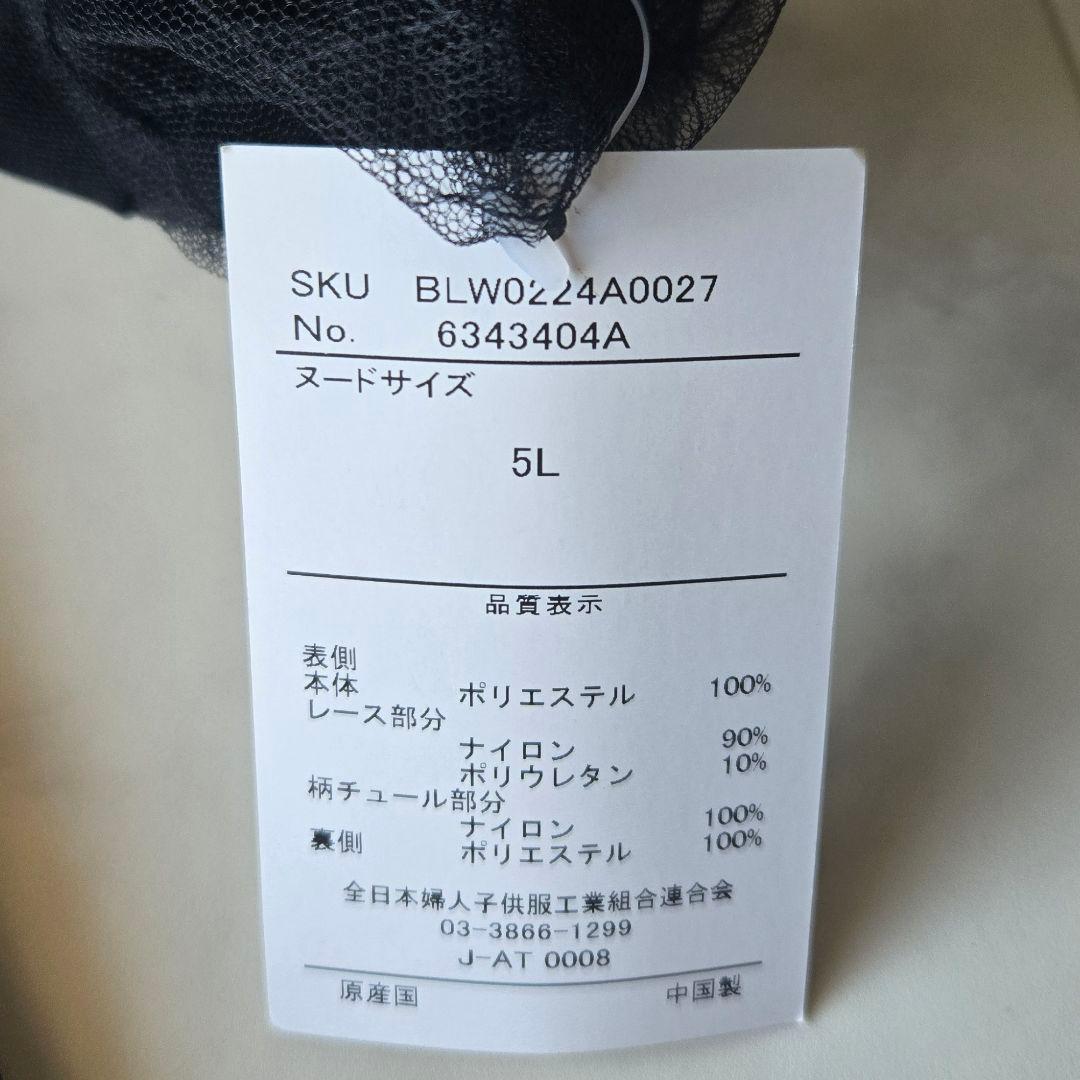 SKU BLW0224A0027
No. 6343404A
ヌードサイズ
5L
品質表示
表側
本体 ポリエステル 100%
レース部分
ナイロン 90%
ポリウレタン 10%
柄チュール部分
ナイロン 100%
裏側 ポリエステル 100%
全日本婦人子供服工業組合連合会
03-3866-1299
J-AT 0008
原産国 中国製